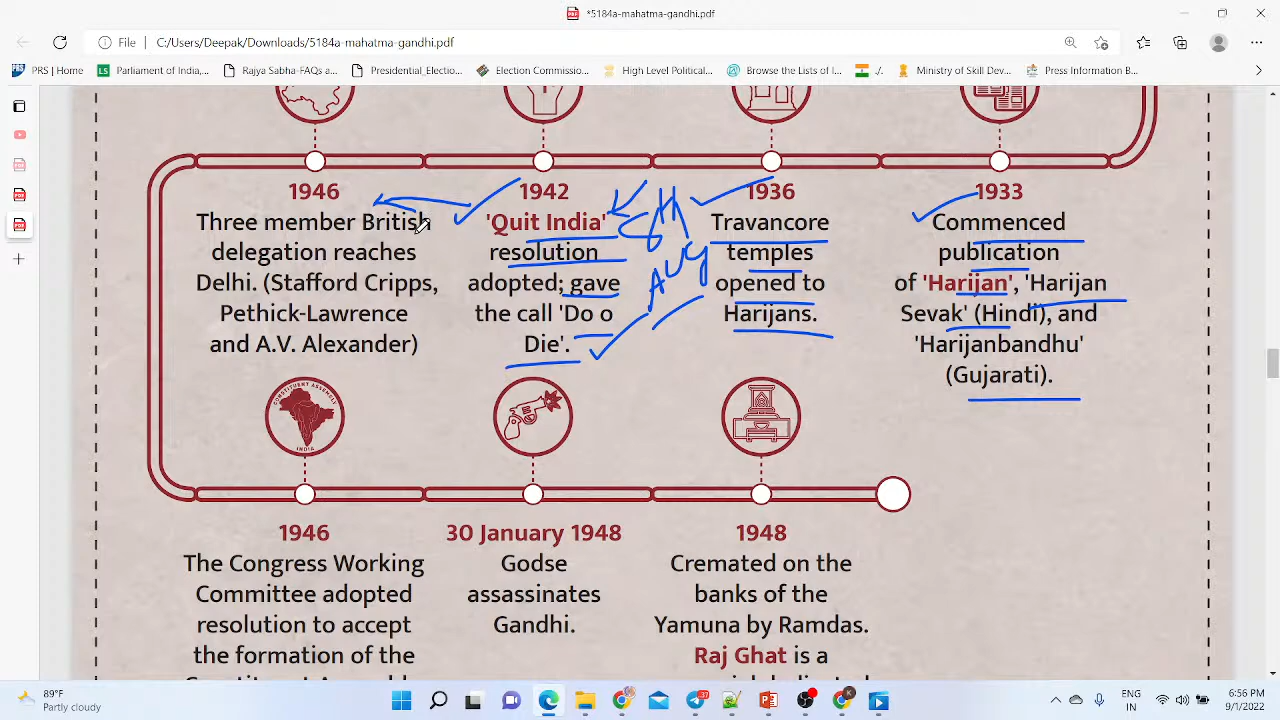 *5184a-mahatma-gandhi.pdf
File C:/Users/Deepak/Downloads/5184a-mahatma-gandhi.pdf
PRS | Home
Parliament of India,...
Rajya Sabha-FAQs a...
Presidential_Electio...
Election Commissio...
High Level Political...
Browse the Lists of I...
./.
Ministry of Skill Dev...
Press Information B...
1946
Three member British
delegation reaches
Delhi. (Stafford Cripps,
Pethick-Lawrence
and A.V. Alexander)
1942
'Quit India'
resolution
adopted; gave
the call 'Do o
Die'.
8th
AUG
1936
Travancore
temples
opened to
Harijans.
1933
Commenced
publication
of 'Harijan', 'Harijan
Sevak' (Hindi), and
'Harijanbandhu'
(Gujarati).
CONSTITUENT ASSEMBLY
INDIA
1946
The Congress Working
Committee adopted
resolution to accept
the formation of the
30 January 1948
Godse
assassinates
Gandhi.
1948
Cremated on the
banks of the
Yamuna by Ramdas.
Raj Ghat is a
89°F
Partly cloudy
37
K
ENG
IN
6:56 PM
9/1/2022